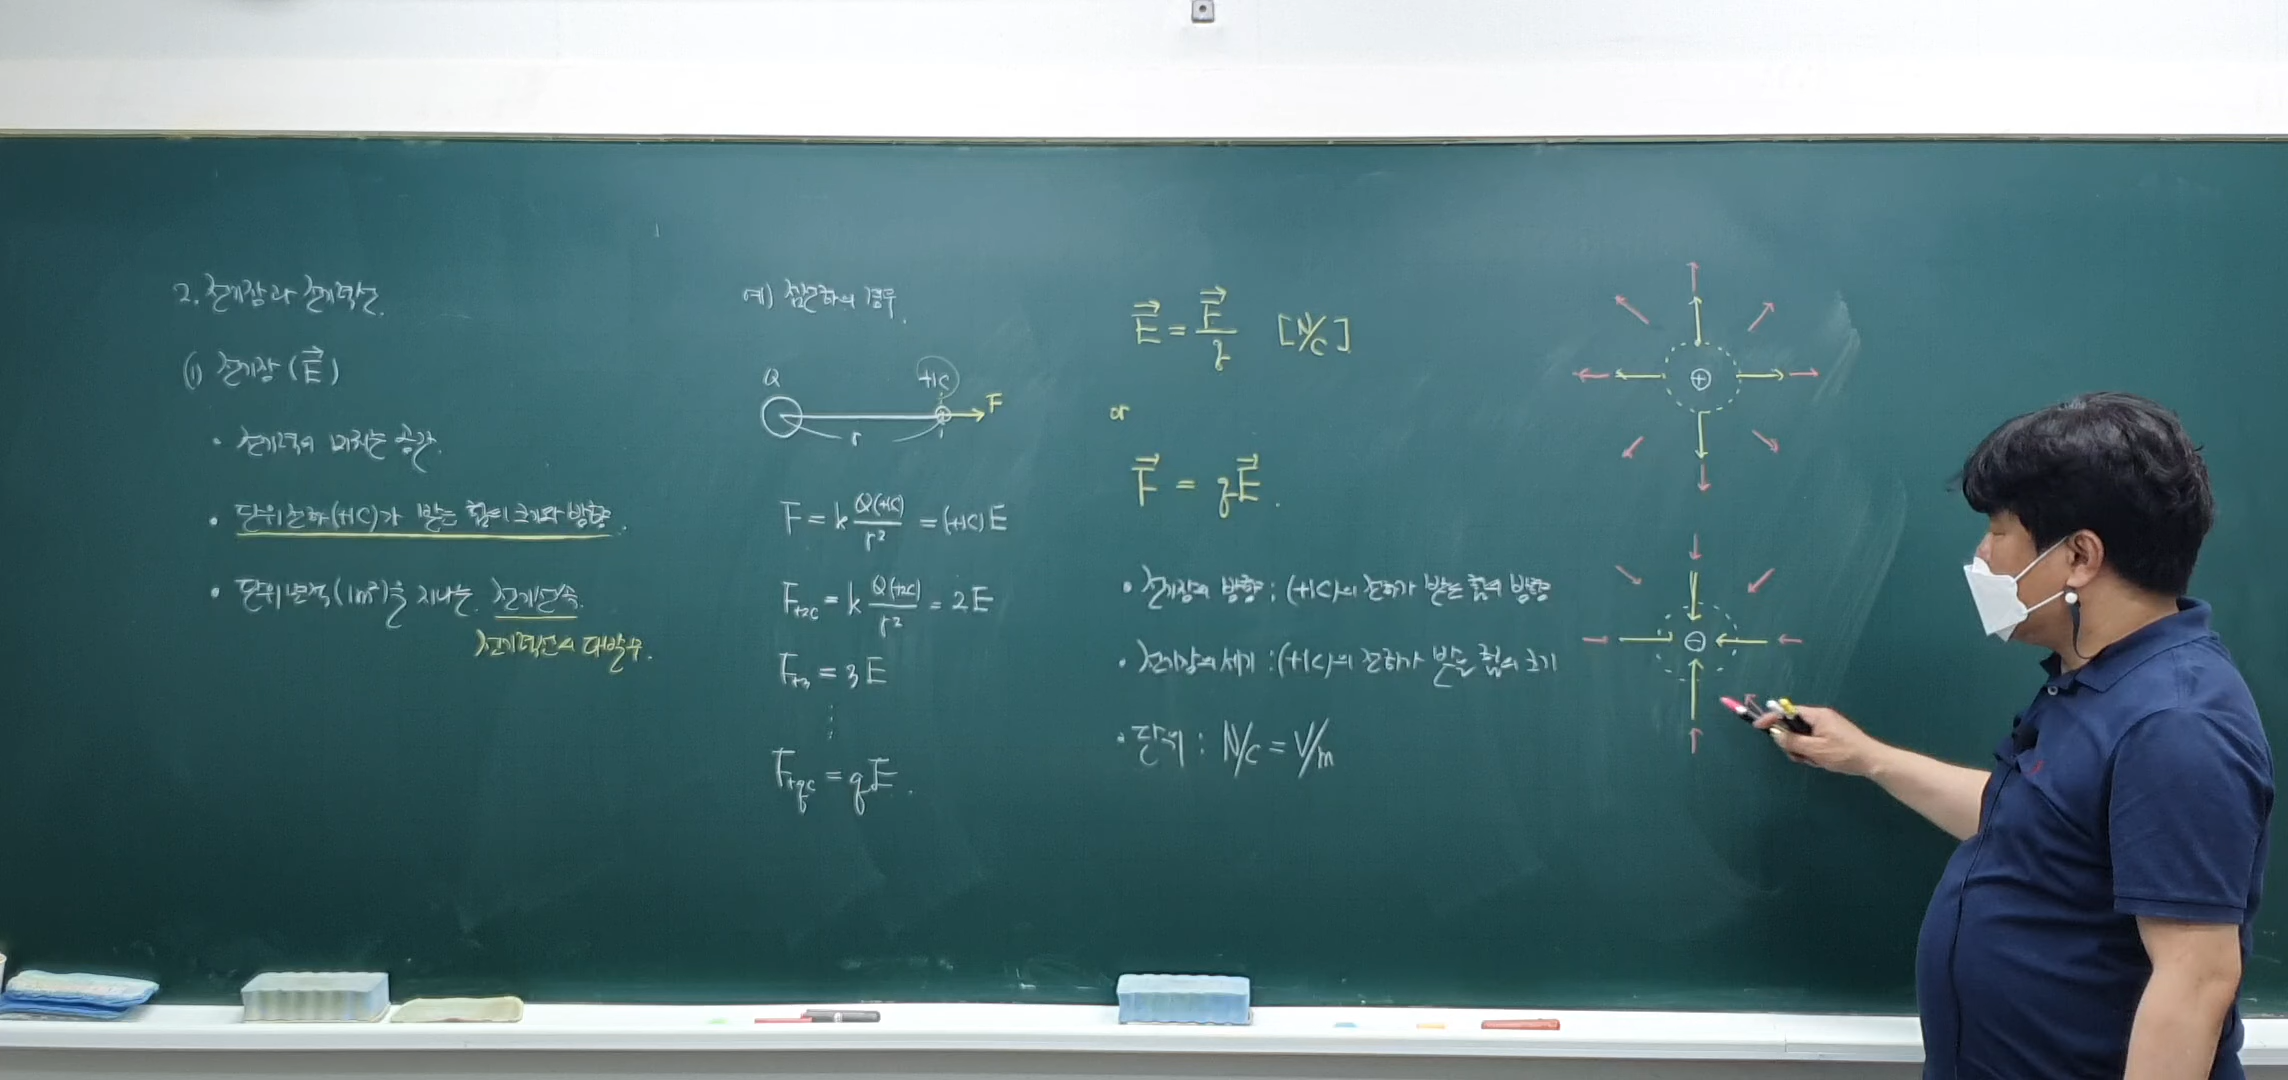 2. 전기장과 전기력선.
(1) 전기장 (E⃗)
• 전기력이 미치는 공간.
• 단위전하(+1C)가 받는 힘의 크기와 방향.
• 단위면적(1m²)을 지나는 전기선속.
전기력선의 다발수.
예) 점전하의 경우.
Q +1C F
r
F = k Q(+1C)/r² = (+1C)E
F+2C = k Q(+2C)/r² = 2E
F+3 = 3E
⋮
F+qC = qE.
E⃗ = F⃗/q [N/C]
or
F⃗ = qE⃗.
• 전기장의 방향 : (+1C)의 전하가 받는 힘의 방향
• 전기장의 세기 : (+1C)의 전하가 받는 힘의 크기
• 단위 : N/C = V/m
+
−